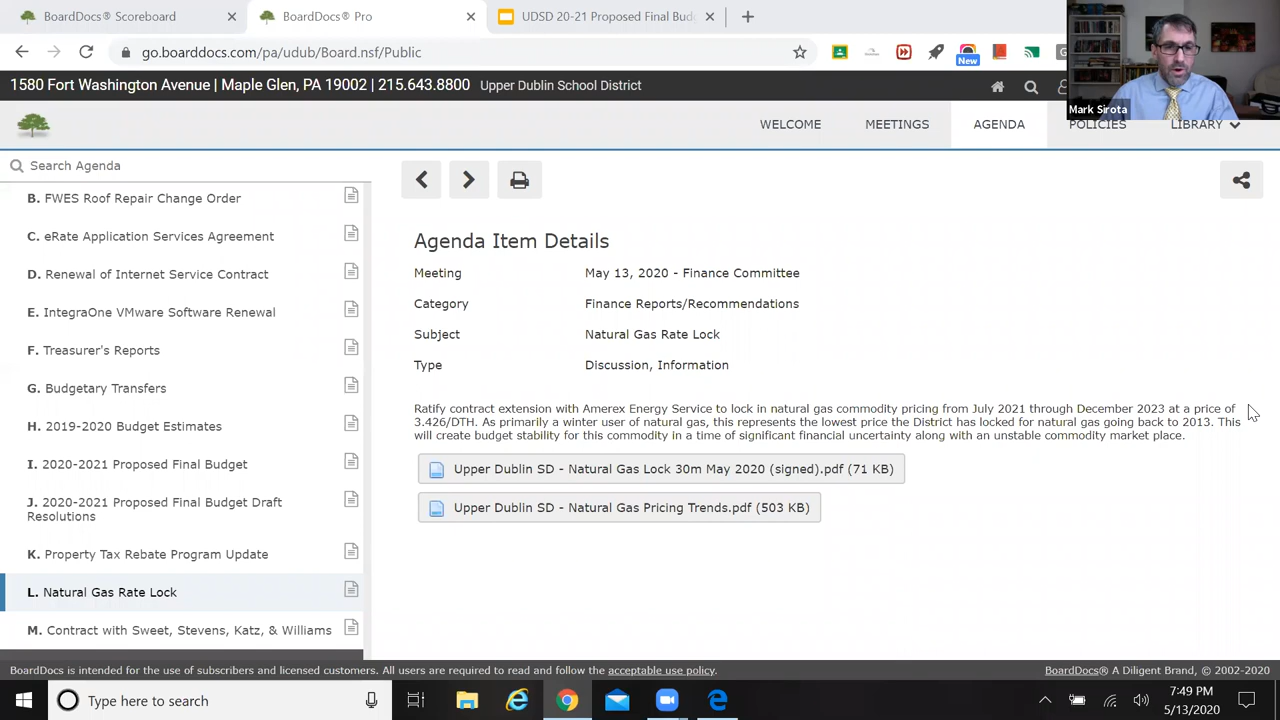 BoardDocs® Scoreboard
BoardDocs® Pro
UDSD 20-21 Proposed Final Bud
go.boarddocs.com/pa/udub/Board.nsf/Public
New
G
1580 Fort Washington Avenue | Maple Glen, PA 19002 | 215.643.8800 Upper Dublin School District
Mark Sirota
WELCOME MEETINGS AGENDA POLICIES LIBRARY
Search Agenda
B. FWES Roof Repair Change Order
C. eRate Application Services Agreement
D. Renewal of Internet Service Contract
E. IntegraOne VMware Software Renewal
F. Treasurer's Reports
G. Budgetary Transfers
H. 2019-2020 Budget Estimates
I. 2020-2021 Proposed Final Budget
J. 2020-2021 Proposed Final Budget Draft
Resolutions
K. Property Tax Rebate Program Update
L. Natural Gas Rate Lock
M. Contract with Sweet, Stevens, Katz, & Williams
Agenda Item Details
Meeting May 13, 2020 - Finance Committee
Category Finance Reports/Recommendations
Subject Natural Gas Rate Lock
Type Discussion, Information
Ratify contract extension with Amerex Energy Service to lock in natural gas commodity pricing from July 2021 through December 2023 at a price of
3.426/DTH. As primarily a winter user of natural gas, this represents the lowest price the District has locked for natural gas going back to 2013. This
will create budget stability for this commodity in a time of significant financial uncertainty along with an unstable commodity market place.
Upper Dublin SD - Natural Gas Lock 30m May 2020 (signed).pdf (71 KB)
Upper Dublin SD - Natural Gas Pricing Trends.pdf (503 KB)
BoardDocs is intended for the use of subscribers and licensed customers. All users are required to read and follow the acceptable use policy.
BoardDocs® A Diligent Brand, © 2002-2020
Type here to search
7:49 PM
5/13/2020